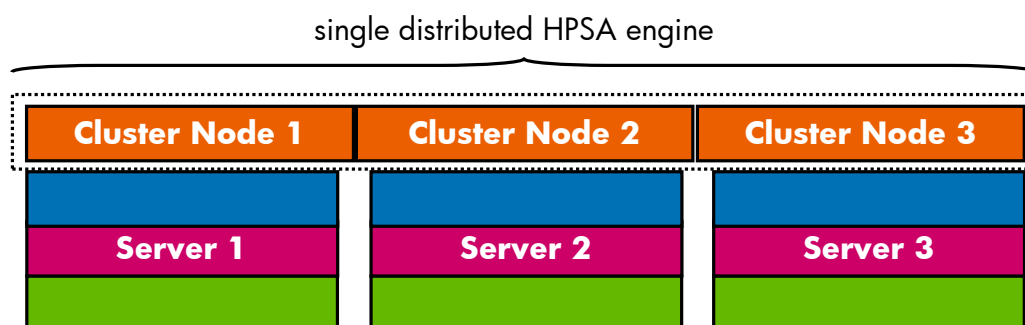 single distributed HPSA engine
Cluster Node 1 Cluster Node 2 Cluster Node 3
Server 1 Server 2 Server 3